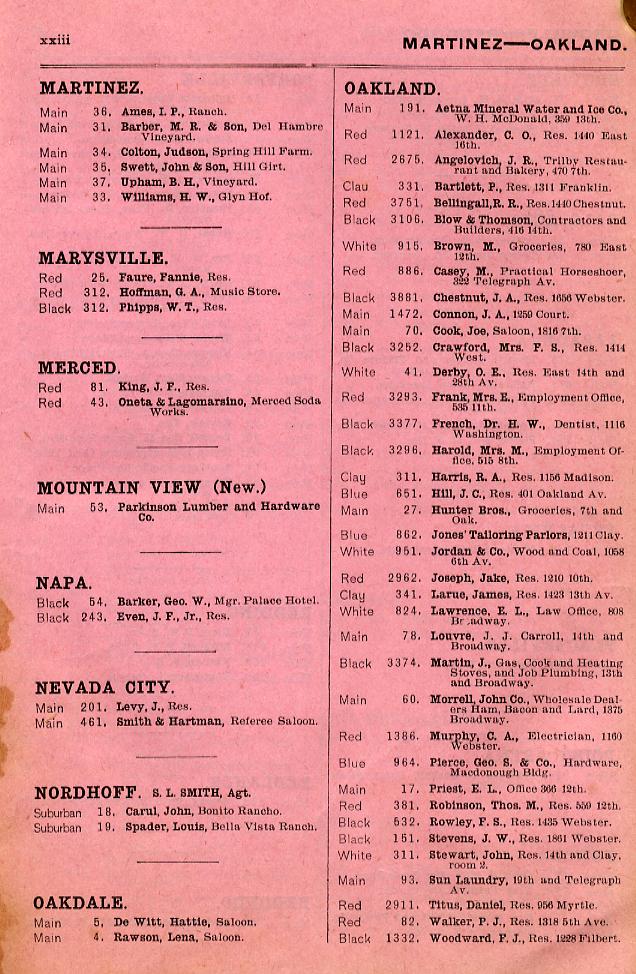 xxiii
MARTINEZ—OAKLAND.
MARTINEZ.
Main 36, Ames, I. P., Ranch.
Main 31. Barber, M. R. & Son, Del Hambre
Vineyard.
Main 34. Colton, Judson, Spring Hill Farm.
Main 35. Swett, John & Son, Hill Girt.
Main 37. Upham, B. H., Vineyard.
Main 33. Williams, H. W., Glyn Hof.
MARYSVILLE.
Red 25. Faure, Fannie, Res.
Red 312. Hoffman, G. A., Music Store.
Black 312. Phipps, W. T., Res.
MERCED.
Red 81. King, J. F., Res.
Red 43. Oneta & Lagomarsino, Merced Soda
Works.
MOUNTAIN VIEW (New.)
Main 53. Parkinson Lumber and Hardware
Co.
NAPA.
Black 54. Barker, Geo. W., Mgr. Palace Hotel.
Black 243. Even, J. F., Jr., Res.
NEVADA CITY.
Main 201. Levy, J., Res.
Main 461. Smith & Hartman, Referee Saloon.
NORDHOFF. S. L. SMITH, Agt.
Suburban 18. Carul, John, Bonito Rancho.
Suburban 19. Spader, Louis, Bella Vista Ranch.
OAKDALE.
Main 5. De Witt, Hattie, Saloon.
Main 4. Rawson, Lena, Saloon.
OAKLAND.
Main 191. Aetna Mineral Water and Ice Co.,
W. H. McDonald, 359 13th.
Red 1121. Alexander, C. O., Res. 1440 East
16th.
Red 2675. Angelovich, J. R., Trilby Restau-
rant and Bakery, 470 7th.
Clau 331. Bartlett, P., Res. 1311 Franklin.
Red 3751. Bellingall, R. R., Res. 1440 Chestnut.
Black 3106. Blow & Thomson, Contractors and
Builders, 416 14th.
White 915. Brown, M., Groceries, 780 East
12th.
Red 886. Casey, M., Practical Horseshoer,
322 Telegraph Av.
Black 3881. Chestnut, J. A., Res. 1656 Webster.
Main 1472. Connon, J. A., 1259 Court.
Main 70. Cook, Joe, Saloon, 1816 7th.
Black 3252. Crawford, Mrs. F. S., Res. 1414
West.
White 41. Derby, O. E., Res. East 14th and
28th Av.
Red 3293. Frank, Mrs. E., Employment Office,
535 11th.
Black 3377. French, Dr. H. W., Dentist, 1116
Washington.
Black 3296. Harold, Mrs. M., Employment Of-
fice, 515 8th.
Clay 311. Harris, R. A., Res. 1156 Madison.
Blue 651. Hill, J. C., Res. 401 Oakland Av.
Main 27. Hunter Bros., Groceries, 7th and
Oak.
Blue 862. Jones' Tailoring Parlors, 1211 Clay.
White 951. Jordan & Co., Wood and Coal, 1058
6th Av.
Red 2962. Joseph, Jake, Res. 1210 10th.
Clay 341. Larue, James, Res. 1423 13th Av.
White 824. Lawrence, E. L., Law Office, 808
Br.adway.
Main 78. Louvre, J. J. Carroll, 14th and
Broadway.
Black 3374. Martin, J., Gas, Cook and Heating
Stoves, and Job Plumbing, 13th
and Broadway.
Main 60. Morrell, John Co., Wholesale Deal-
ers Ham, Bacon and Lard, 1375
Broadway.
Red 1386. Murphy, C. A., Electrician, 1160
Webster.
Blue 964. Pierce, Geo. S. & Co., Hardware,
Macdonough Bldg.
Main 17. Priest, E. L., Office 366 12th.
Red 381. Robinson, Thos. M., Res. 559 12th.
Black 532. Rowley, F. S., Res. 1435 Webster.
Black 151. Stevens, J. W., Res. 1861 Webster.
White 311. Stewart, John, Res. 14th and Clay,
room 2.
Main 93. Sun Laundry, 19th and Telegraph
Av.
Red 2911. Titus, Daniel, Res. 956 Myrtle.
Red 82. Walker, P. J., Res. 1318 5th Ave.
Black 1332. Woodward, F. J., Res. 1228 Filbert.